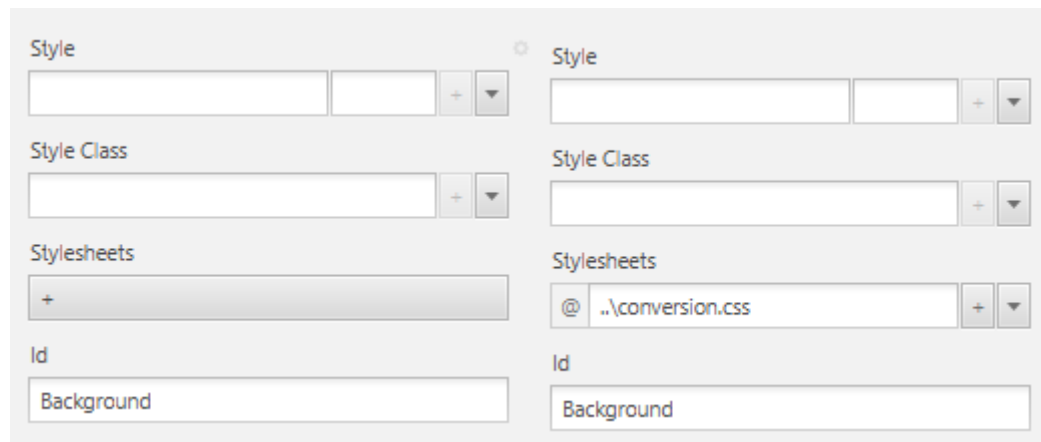 Style
+
Style Class
+
Stylesheets
+
Id
Background
Style
+
Style Class
+
Stylesheets
@ ..\conversion.css +
Id
Background